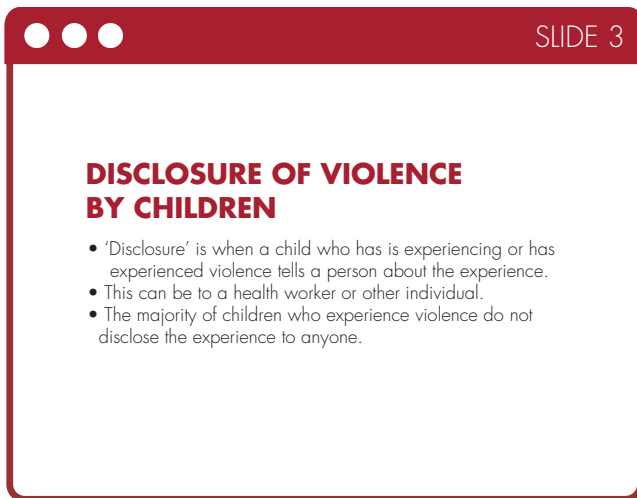 SLIDE 3
DISCLOSURE OF VIOLENCE
BY CHILDREN
• 'Disclosure' is when a child who has is experiencing or has
experienced violence tells a person about the experience.
• This can be to a health worker or other individual.
• The majority of children who experience violence do not
disclose the experience to anyone.